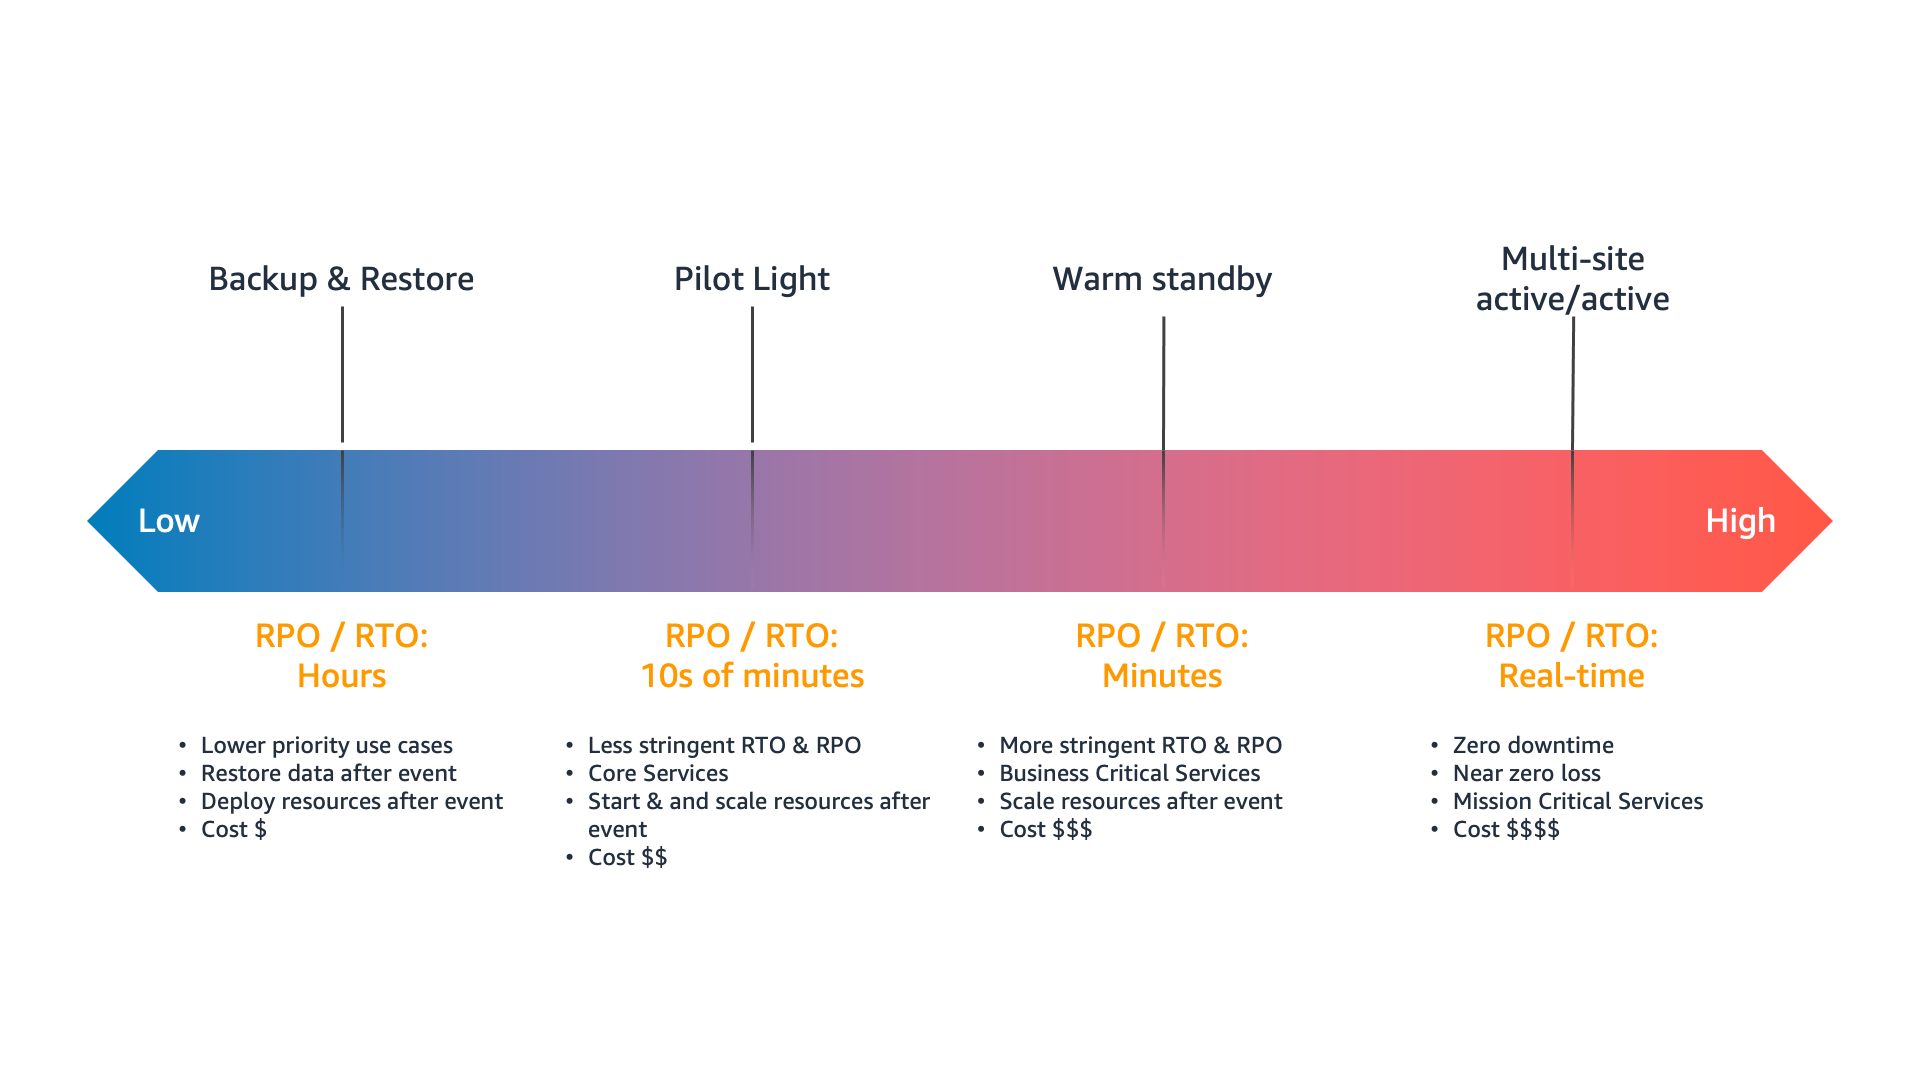 Backup & Restore
Pilot Light
Warm standby
Multi-site
active/active
Low
High
RPO / RTO:
Hours
RPO / RTO:
10s of minutes
RPO / RTO:
Minutes
RPO / RTO:
Real-time
• Lower priority use cases
• Restore data after event
• Deploy resources after event
• Cost $
• Less stringent RTO & RPO
• Core Services
• Start & and scale resources after
event
• Cost $$
• More stringent RTO & RPO
• Business Critical Services
• Scale resources after event
• Cost $$$
• Zero downtime
• Near zero loss
• Mission Critical Services
• Cost $$$$